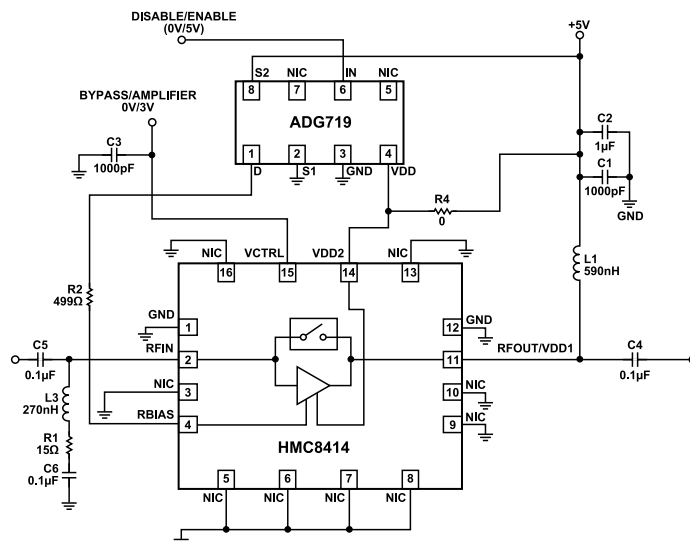 DISABLE/ENABLE
(0V/5V)
+5V
S2
NIC
IN
NIC
8
7
6
5
BYPASS/AMPLIFIER
0V/3V
ADG719
C2
1µF
C3
1000pF
1
2
3
4
D
S1
GND
VDD
C1
1000pF
R4
0
GND
NIC
VCTRL
VDD2
NIC
16
15
14
13
L1
590nH
R2
499Ω
GND
1
12
GND
C5
0.1µF
RFIN
2
11
RFOUT/VDD1
C4
0.1µF
NIC
3
10
NIC
L3
270nH
RBIAS
4
9
NIC
R1
15Ω
HMC8414
C6
0.1µF
5
6
7
8
NIC
NIC
NIC
NIC